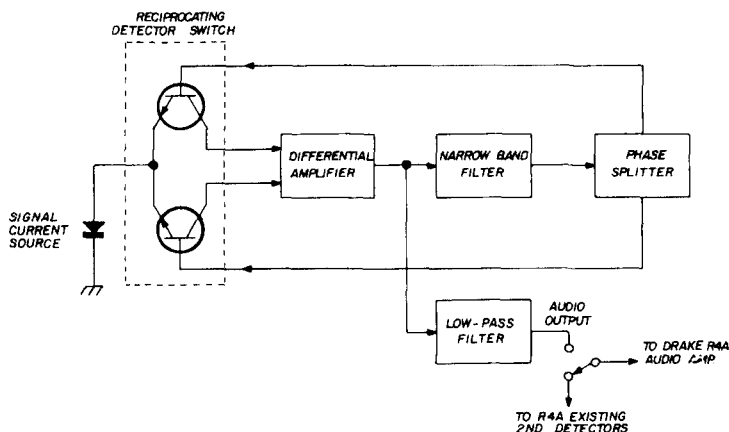 RECIPROCATING
DETECTOR SWITCH
DIFFERENTIAL
AMPLIFIER
NARROW BAND
FILTER
PHASE
SPLITTER
SIGNAL
CURRENT
SOURCE
LOW-PASS
FILTER
AUDIO
OUTPUT
TO DRAKE R4A
AUDIO AMP
TO R4A EXISTING
2ND DETECTORS